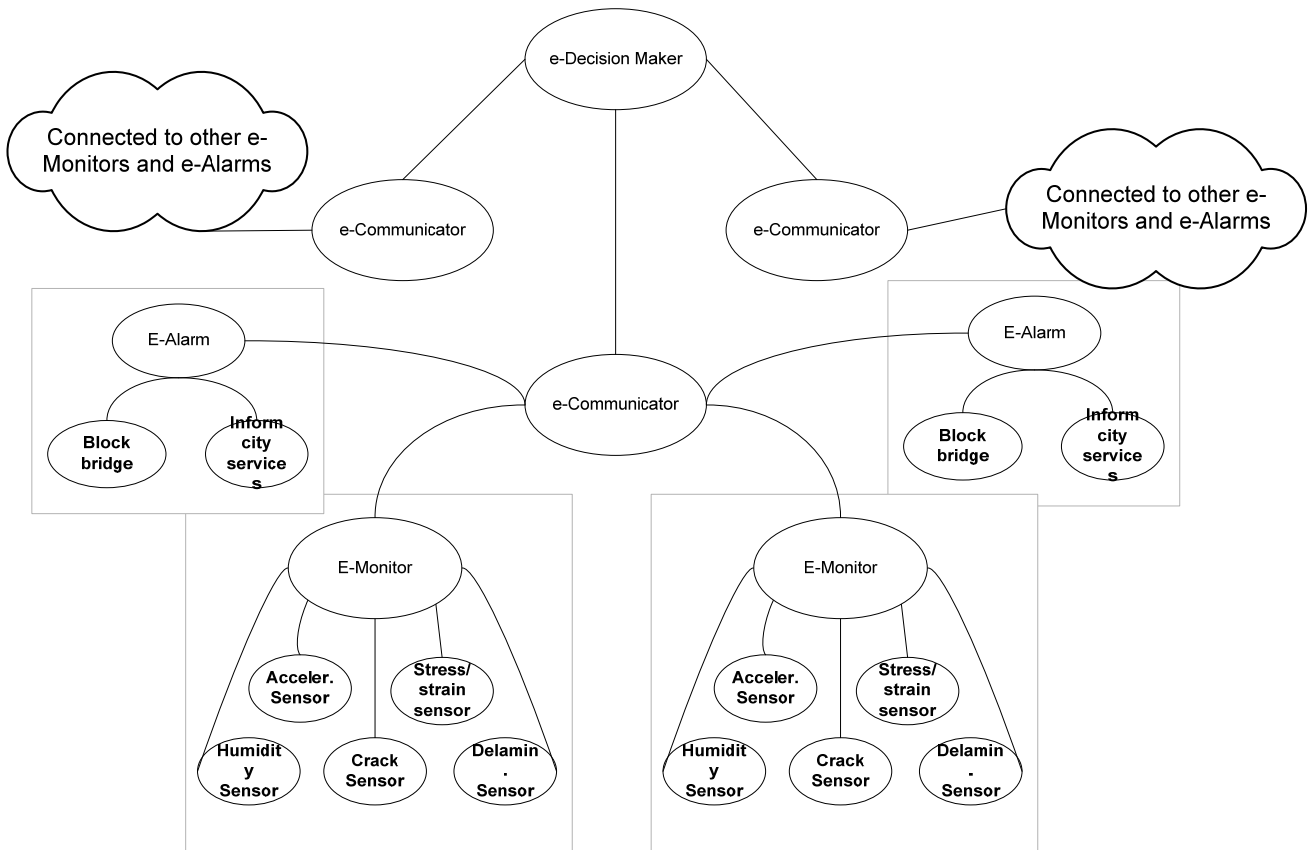 e-Decision Maker
Connected to other e-
Monitors and e-Alarms
Connected to other e-
Monitors and e-Alarms
e-Communicator
e-Communicator
E-Alarm
E-Alarm
e-Communicator
Block
bridge
Inform
city
service
s
Block
bridge
Inform
city
service
s
E-Monitor
E-Monitor
Acceler.
Sensor
Stress/
strain
sensor
Acceler.
Sensor
Stress/
strain
sensor
Humidit
y
Sensor
Crack
Sensor
Delamin
.
Sensor
Humidit
y
Sensor
Crack
Sensor
Delamin
.
Sensor